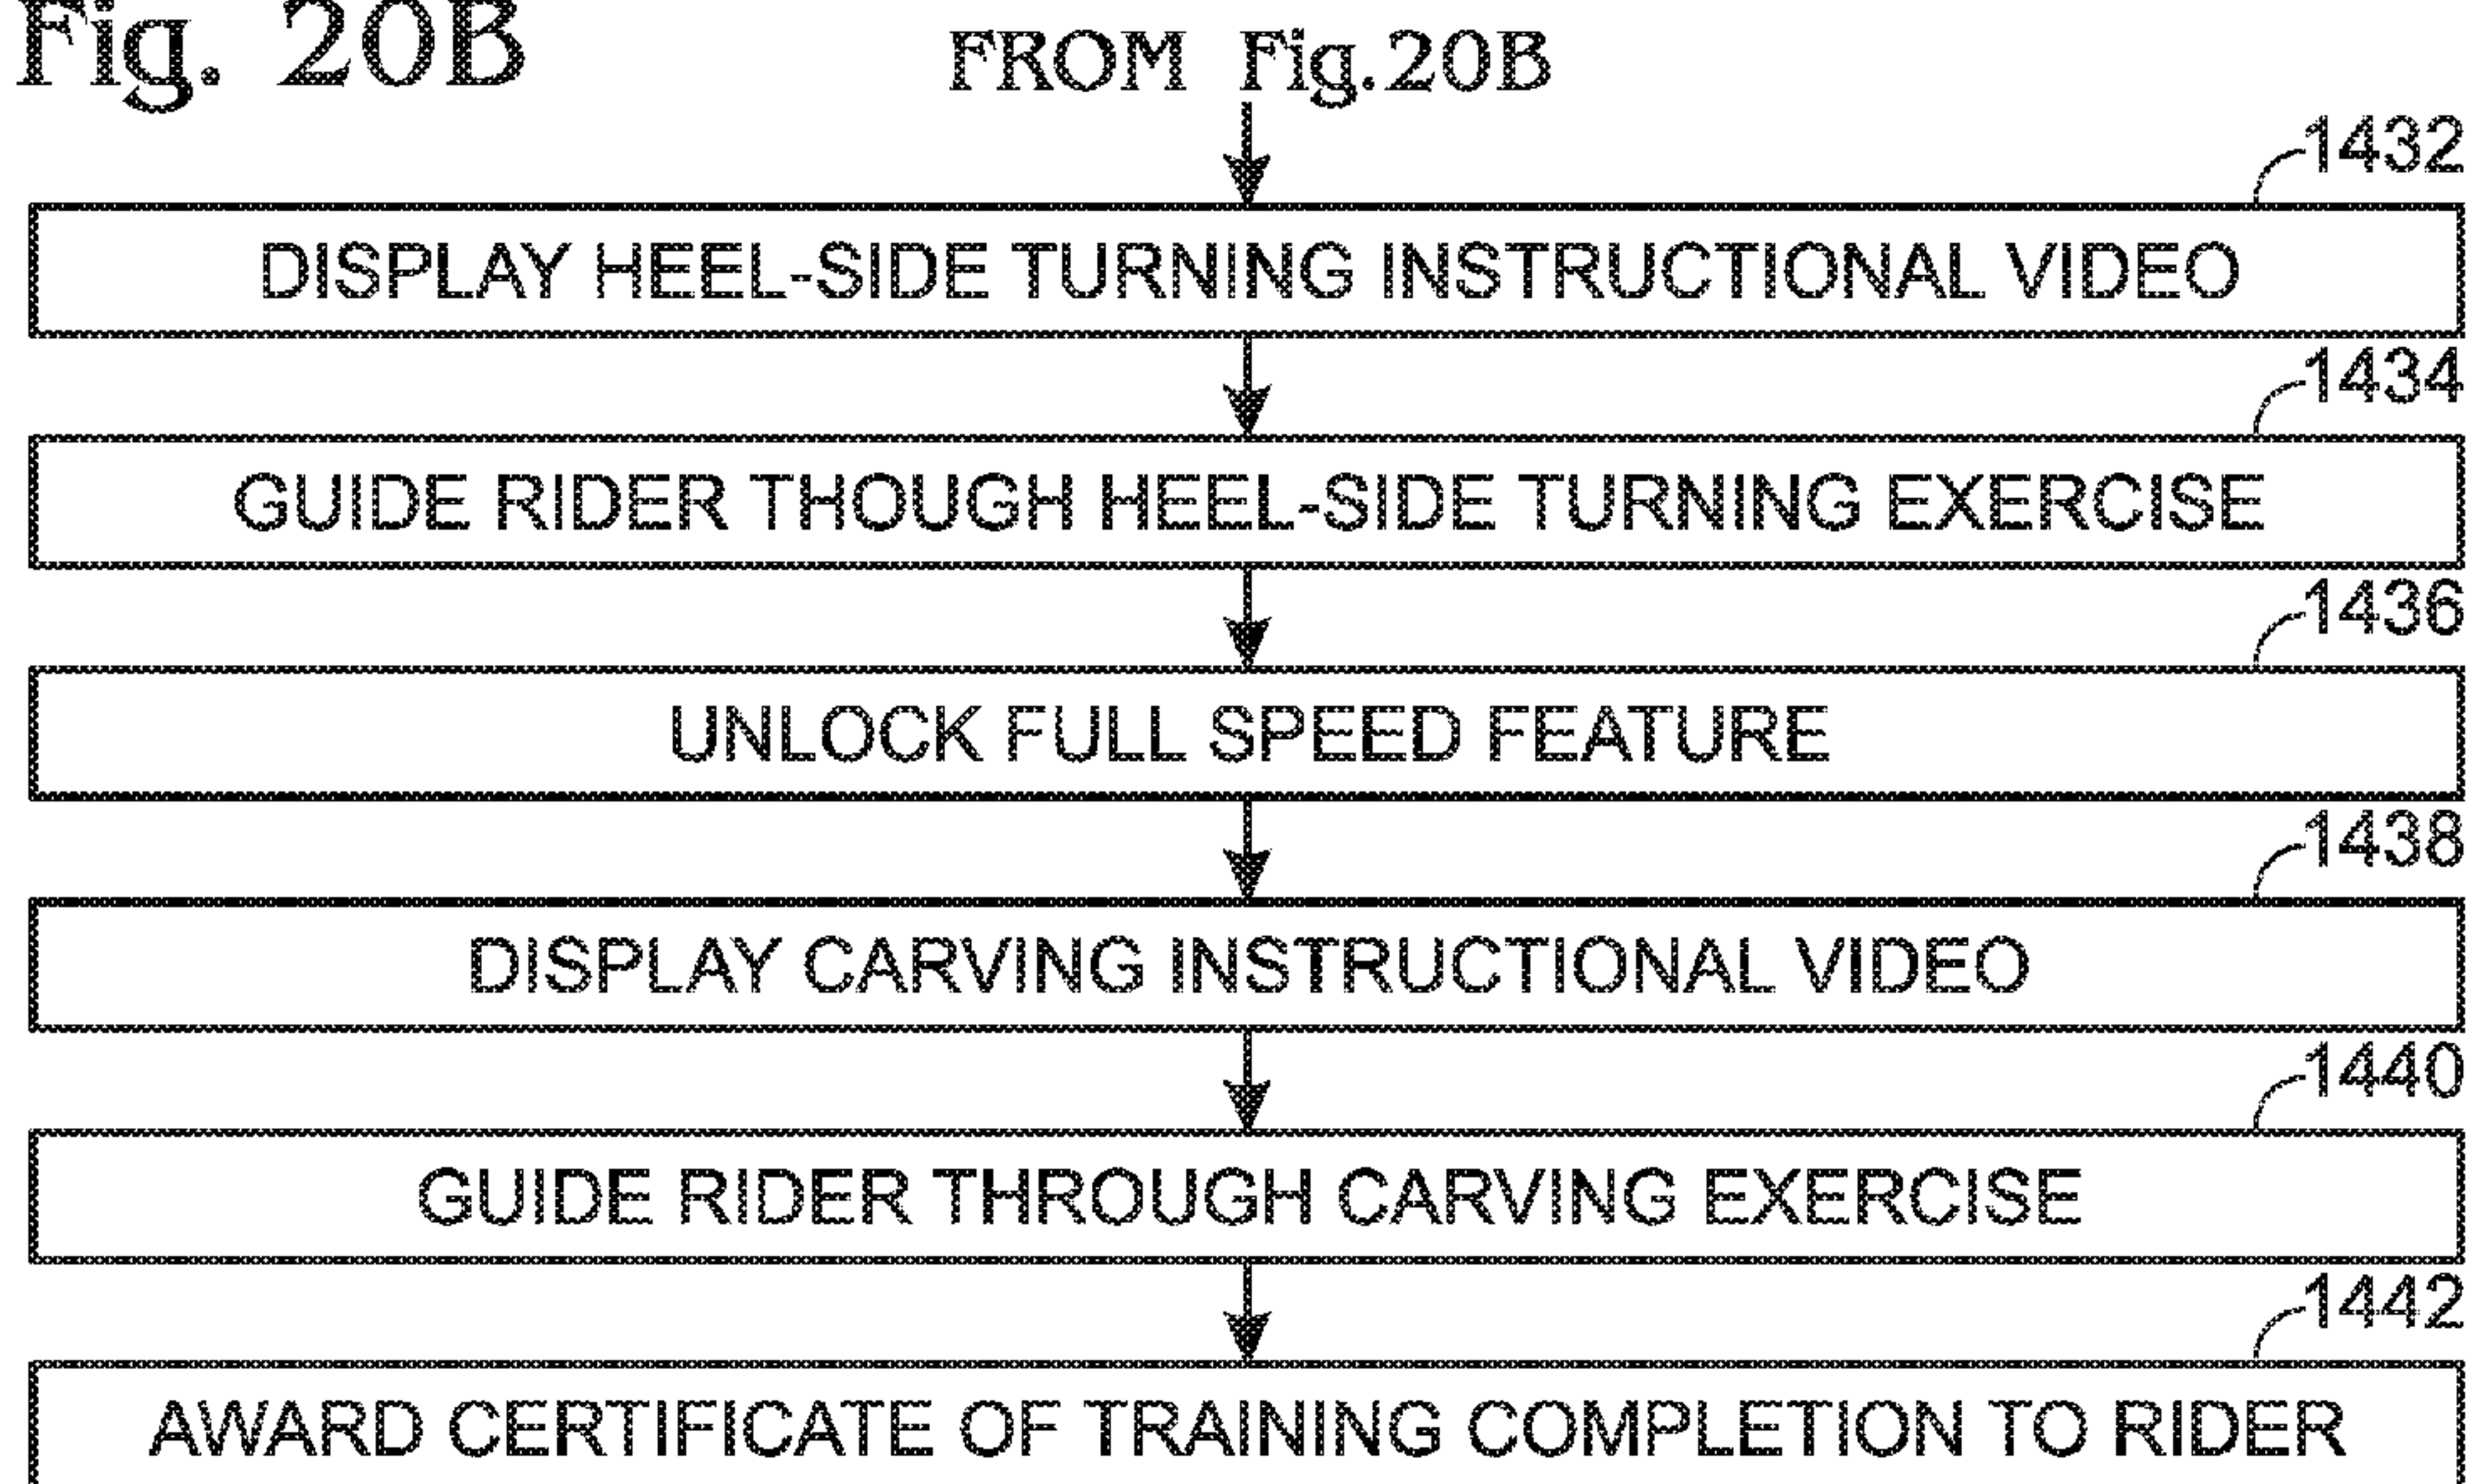 Fig. 20B
FROM Fig.20B
1432
DISPLAY HEEL-SIDE TURNING INSTRUCTIONAL VIDEO
1434
GUIDE RIDER THOUGH HEEL-SIDE TURNING EXERCISE
1436
UNLOCK FULL SPEED FEATURE
1438
DISPLAY CARVING INSTRUCTIONAL VIDEO
1440
GUIDE RIDER THROUGH CARVING EXERCISE
1442
AWARD CERTIFICATE OF TRAINING COMPLETION TO RIDER